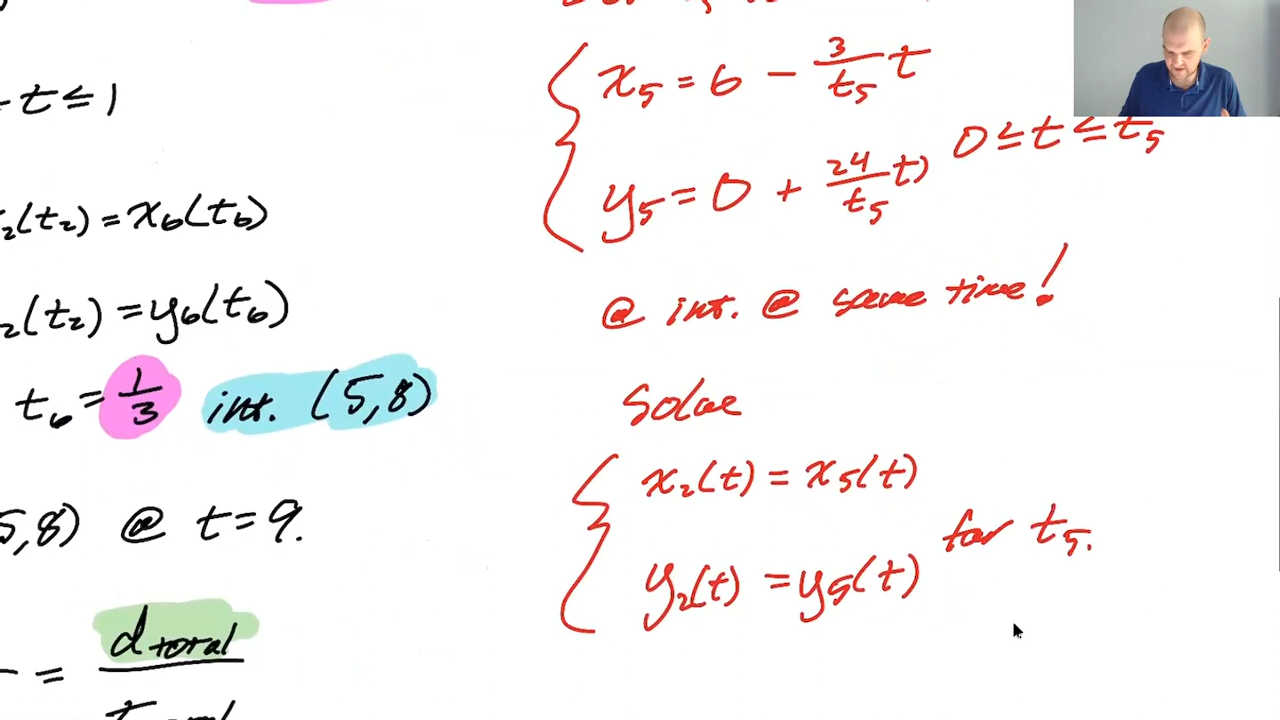 t ≤ 1
₂(t₂) = x₆(t₆)
₂(t₂) = y₆(t₆)
t₆ = 1/3 int. (5,8)
5,8) @ t = 9.
= d total
x₅ = 6 - 3/t₅ t
y₅ = 0 + 24/t₅ t)
0 ≤ t ≤ t₅
@ int. @ same time!
Solve
x₂(t) = x₅(t)
y₂(t) = y₅(t)
for t₅.